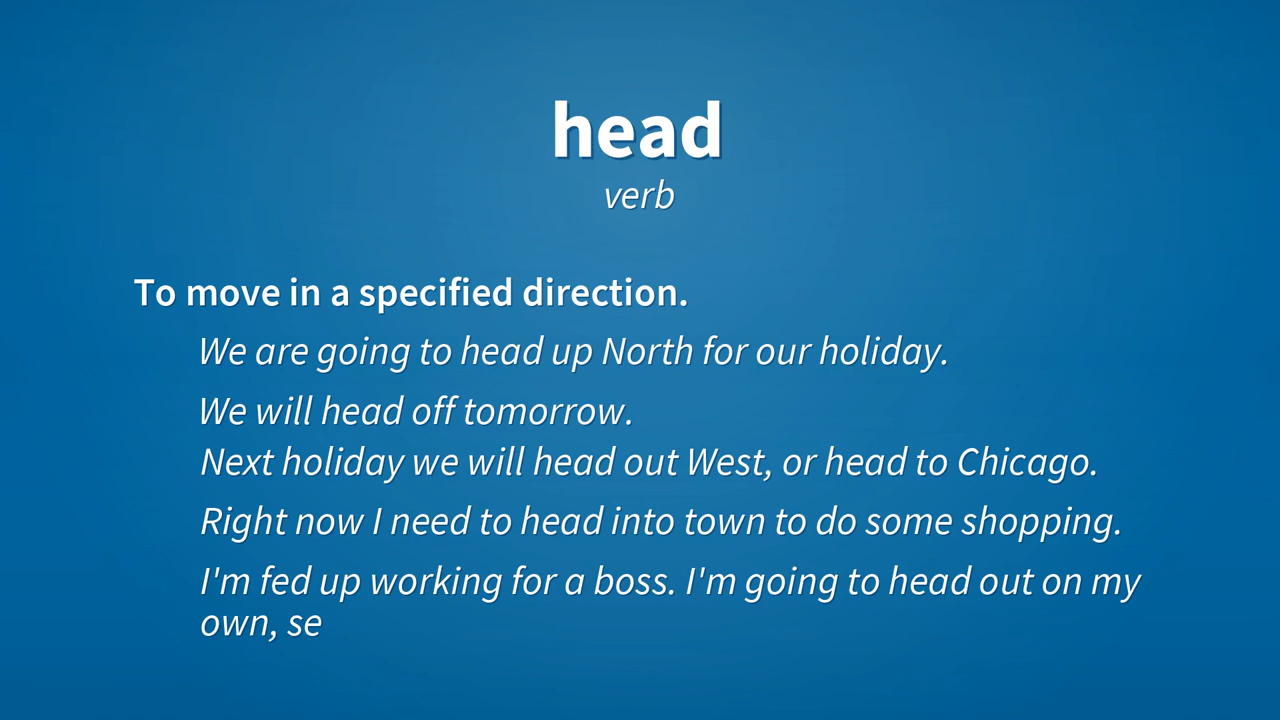 head
verb
To move in a specified direction.
We are going to head up North for our holiday.
We will head off tomorrow.
Next holiday we will head out West, or head to Chicago.
Right now I need to head into town to do some shopping.
I'm fed up working for a boss. I'm going to head out on my
own, se